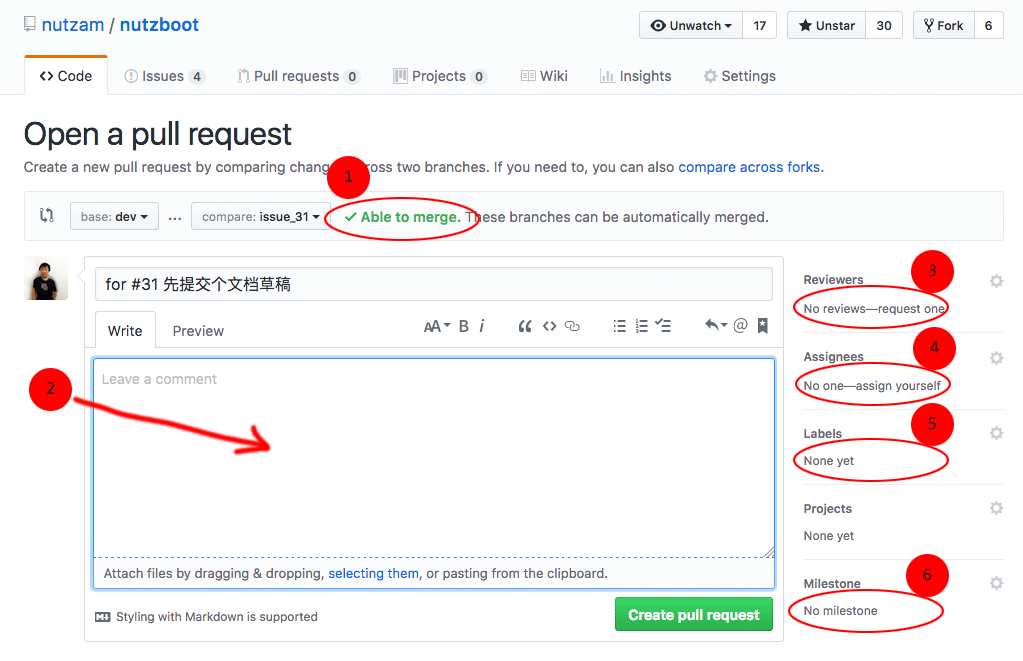 nutzam / nutzboot
Unwatch 17 Unstar 30 Fork 6
Code Issues 4 Pull requests 0 Projects 0 Wiki Insights Settings
Open a pull request
Create a new pull request by comparing chang ross two branches. If you need to, you can also compare across forks.
1
base: dev ... compare: issue_31 Able to merge. These branches can be automatically merged.
for #31 先提交个文档草稿
Write Preview AA B i
Leave a comment
2
Attach files by dragging & dropping, selecting them, or pasting from the clipboard.
Styling with Markdown is supported
Create pull request
Reviewers 3
No reviews—request one
Assignees 4
No one—assign yourself
Labels 5
None yet
Projects
None yet
Milestone 6
No milestone